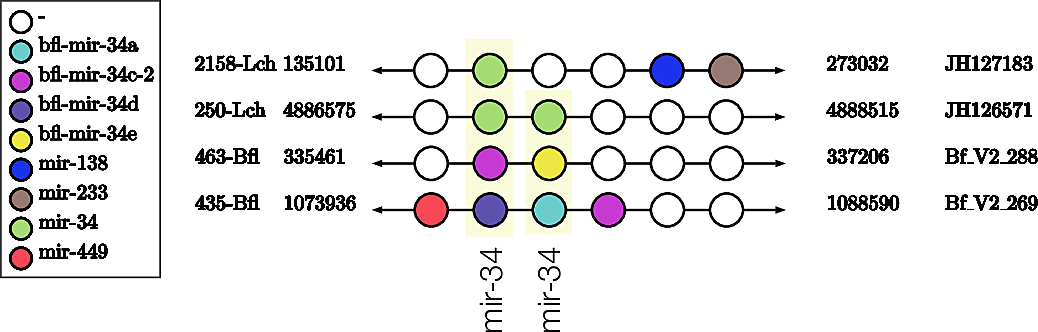 -
bfl-mir-34a
bfl-mir-34c-2
bfl-mir-34d
bfl-mir-34e
mir-138
mir-233
mir-34
mir-449
2158-Lch 135101 273032 JH127183
250-Lch 4886575 4888515 JH126571
463-Bfl 335461 337206 Bf_V2_288
435-Bfl 1073936 1088590 Bf_V2_269
mir-34
mir-34